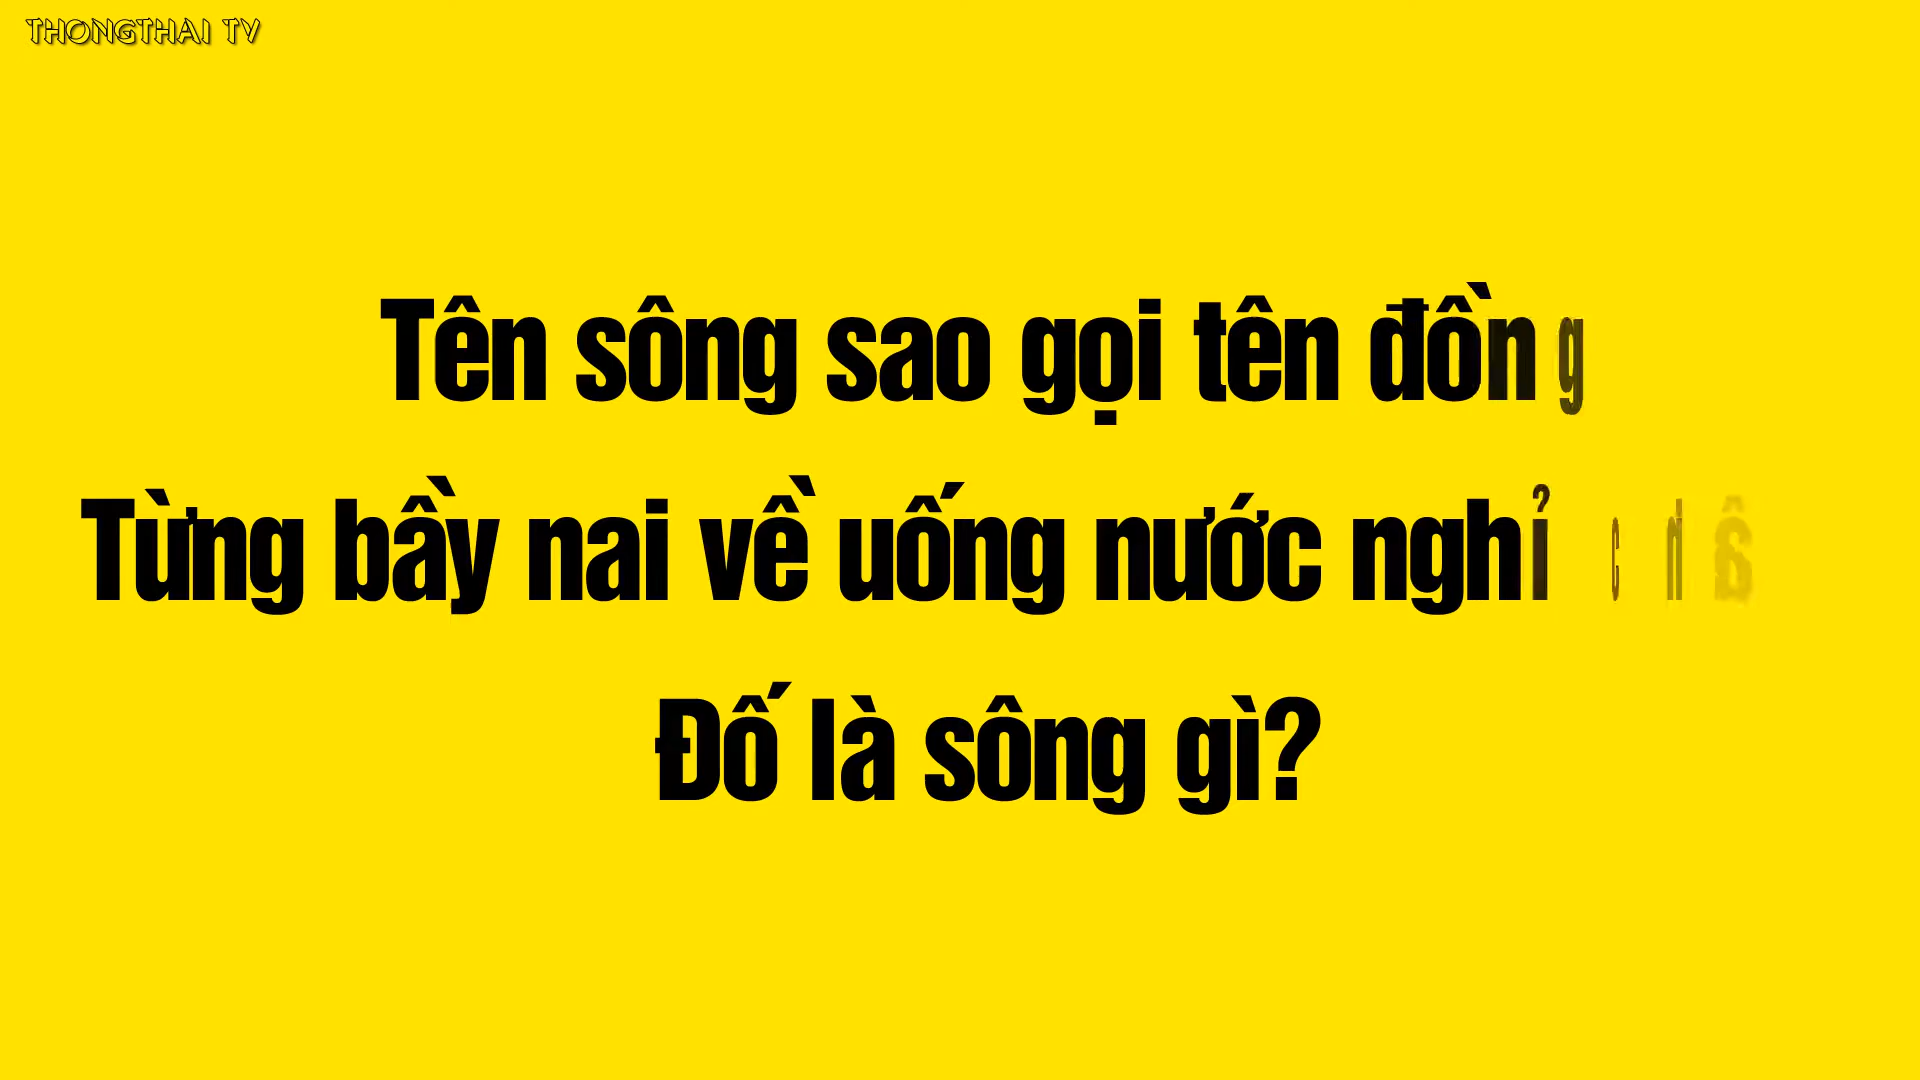 THONGTHAI TV
Tên sông sao gọi tên đồng
Từng bầy nai về uống nước nghỉ
Đố là sông gì?